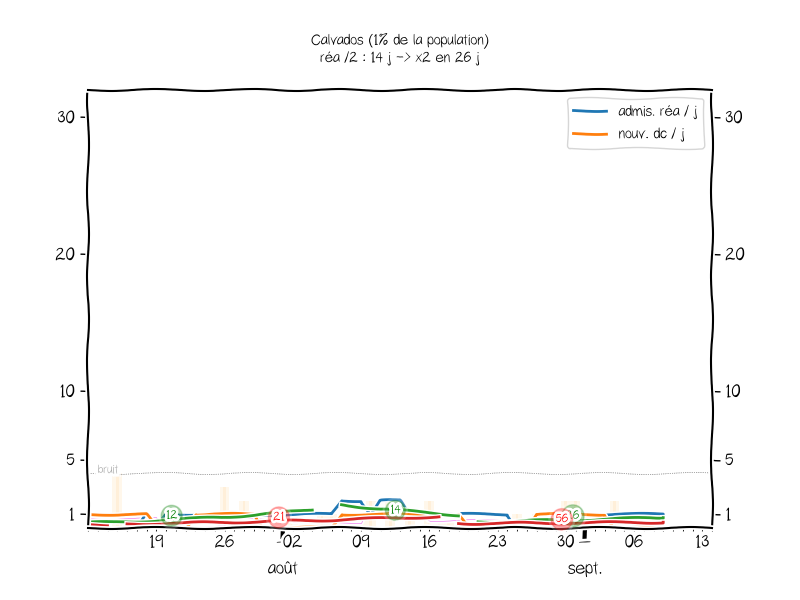 Calvados (1% de la population)
réa /2 : 14 j -> x2 en 26 j
admis. réa / j
nouv. dc / j
30 30
20 20
10 10
5 5
bruit
1 1
12 21 14 56
19 26 02 09 16 23 30 06 13
août sept.